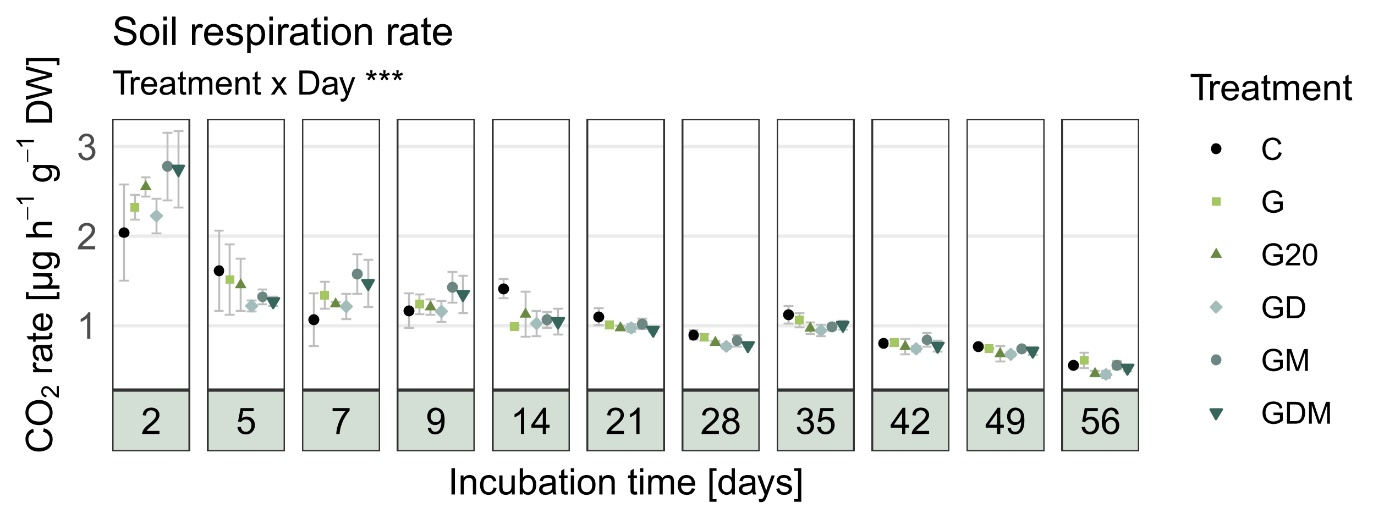 Soil respiration rate
Treatment x Day ***
CO₂ rate [µg h⁻¹ g⁻¹ DW]
3
2
1
2 5 7 9 14 21 28 35 42 49 56
Incubation time [days]
Treatment
C
G
G20
GD
GM
GDM